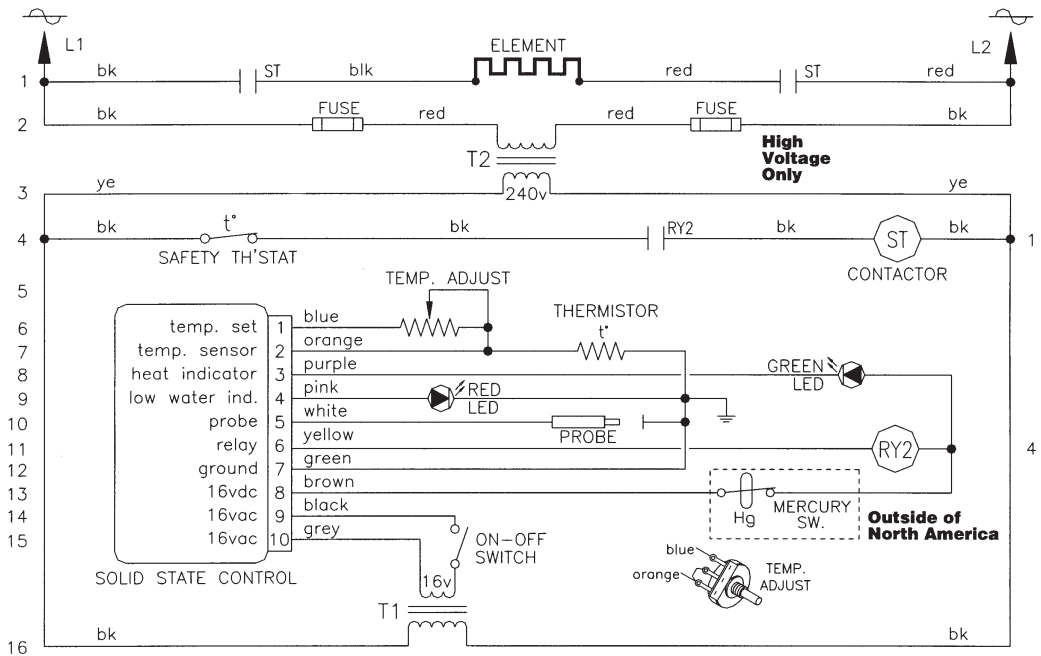 L1 ELEMENT L2
1 bk ST blk red ST red
2 bk FUSE red red FUSE bk
T2 High
Voltage
Only
3 ye 240v ye
4 bk t° bk RY2 bk ST bk 1
SAFETY TH'STAT CONTACTOR
5 TEMP. ADJUST
THERMISTOR
t°
6 temp. set 1 blue
7 temp. sensor 2 orange
8 heat indicator 3 purple GREEN
LED
9 low water ind. 4 pink RED
LED
10 probe 5 white PROBE
11 relay 6 yellow RY2 4
12 ground 7 green
13 16vdc 8 brown Hg MERCURY
SW.
Outside of
North America
14 16vac 9 black
15 16vac 10 grey ON-OFF
SWITCH
blue
orange
TEMP.
ADJUST
SOLID STATE CONTROL 16v
T1
16 bk bk